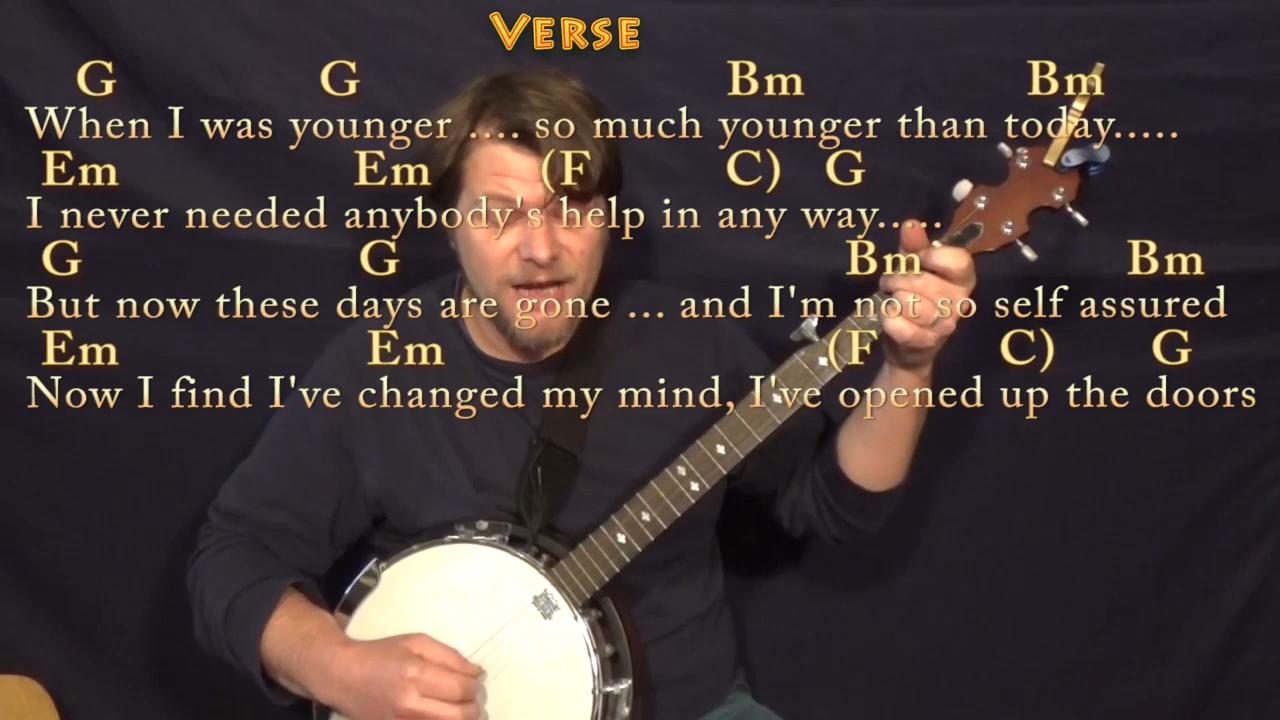 VERSE
G G Bm Bm
When I was younger .... so much younger than today.....
Em Em (F C) G
I never needed anybody's help in any way.....
G G Bm Bm
But now these days are gone ... and I'm not so self assured
Em Em (F C) G
Now I find I've changed my mind, I've opened up the doors